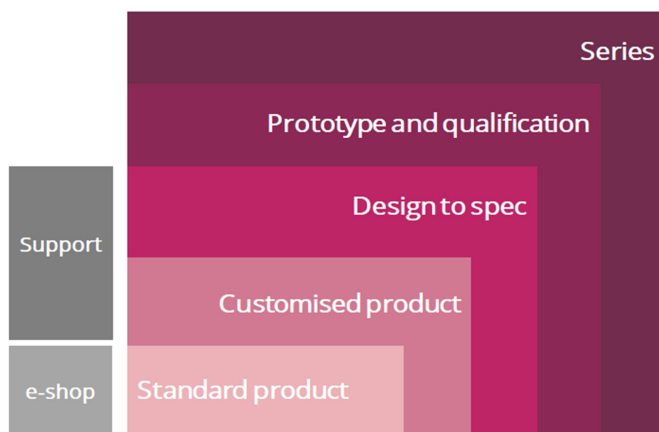 Series
Prototype and qualification
Design to spec
Support
Customised product
e-shop
Standard product